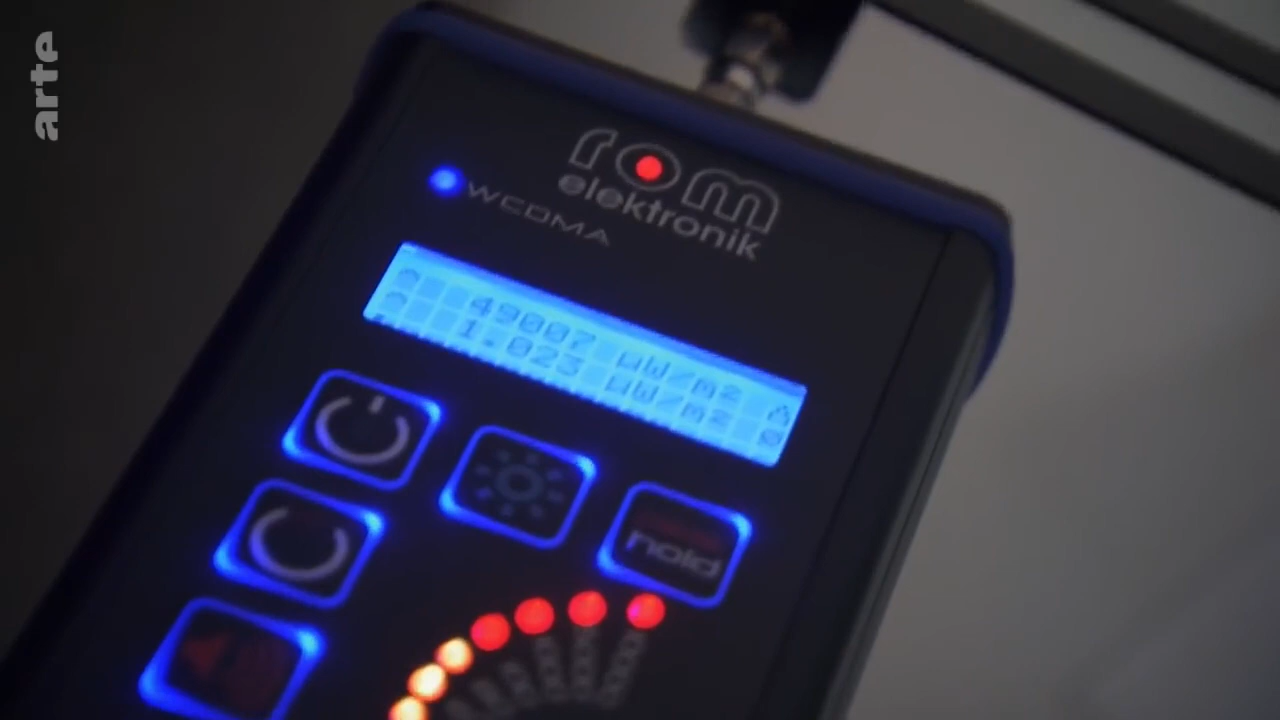 arte
rom
elektronik
WCDMA
49007 µW/m2
1.023 µW/m2
hold